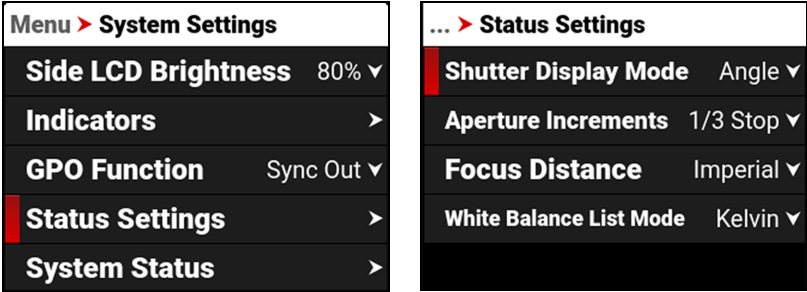 Menu > System Settings
Side LCD Brightness 80%
Indicators
GPO Function Sync Out
Status Settings
System Status
... > Status Settings
Shutter Display Mode Angle
Aperture Increments 1/3 Stop
Focus Distance Imperial
White Balance List Mode Kelvin